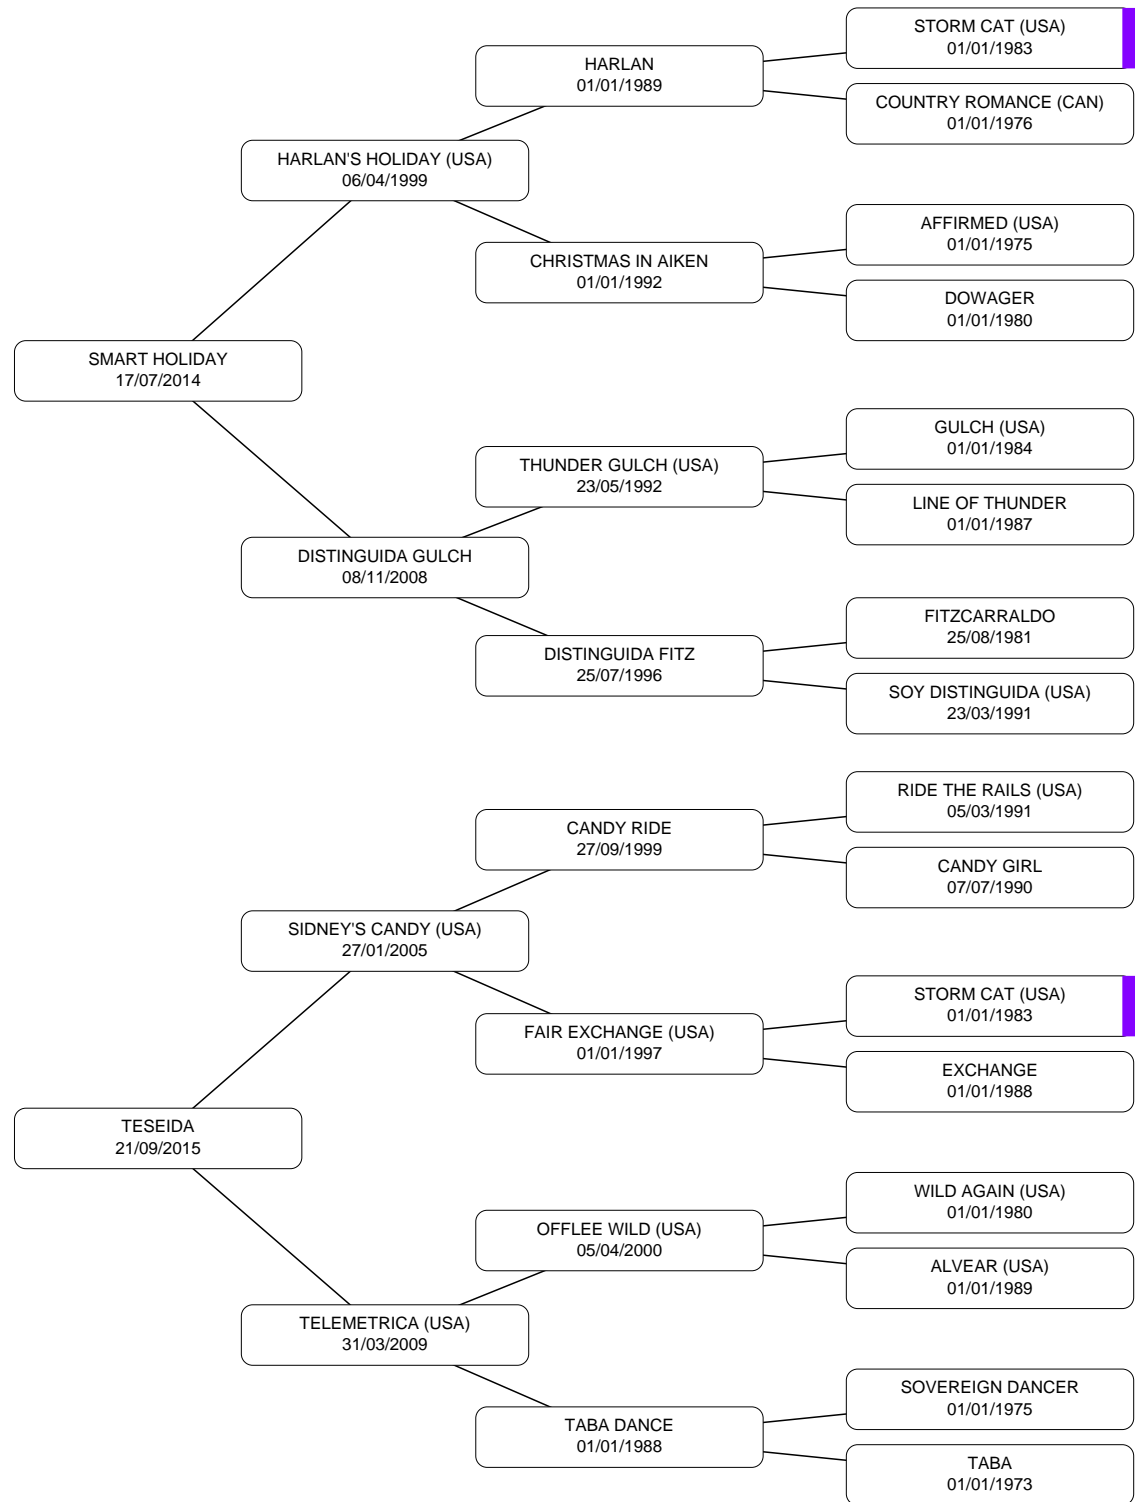 STORM CAT (USA)
01/01/1983
HARLAN
01/01/1989
COUNTRY ROMANCE (CAN)
01/01/1976
HARLAN'S HOLIDAY (USA)
06/04/1999
AFFIRMED (USA)
01/01/1975
CHRISTMAS IN AIKEN
01/01/1992
DOWAGER
01/01/1980
SMART HOLIDAY
17/07/2014
GULCH (USA)
01/01/1984
THUNDER GULCH (USA)
23/05/1992
LINE OF THUNDER
01/01/1987
DISTINGUIDA GULCH
08/11/2008
FITZCARRALDO
25/08/1981
DISTINGUIDA FITZ
25/07/1996
SOY DISTINGUIDA (USA)
23/03/1991
RIDE THE RAILS (USA)
05/03/1991
CANDY RIDE
27/09/1999
CANDY GIRL
07/07/1990
SIDNEY'S CANDY (USA)
27/01/2005
STORM CAT (USA)
01/01/1983
FAIR EXCHANGE (USA)
01/01/1997
EXCHANGE
01/01/1988
TESEIDA
21/09/2015
WILD AGAIN (USA)
01/01/1980
OFFLEE WILD (USA)
05/04/2000
ALVEAR (USA)
01/01/1989
TELEMETRICA (USA)
31/03/2009
SOVEREIGN DANCER
01/01/1975
TABA DANCE
01/01/1988
TABA
01/01/1973